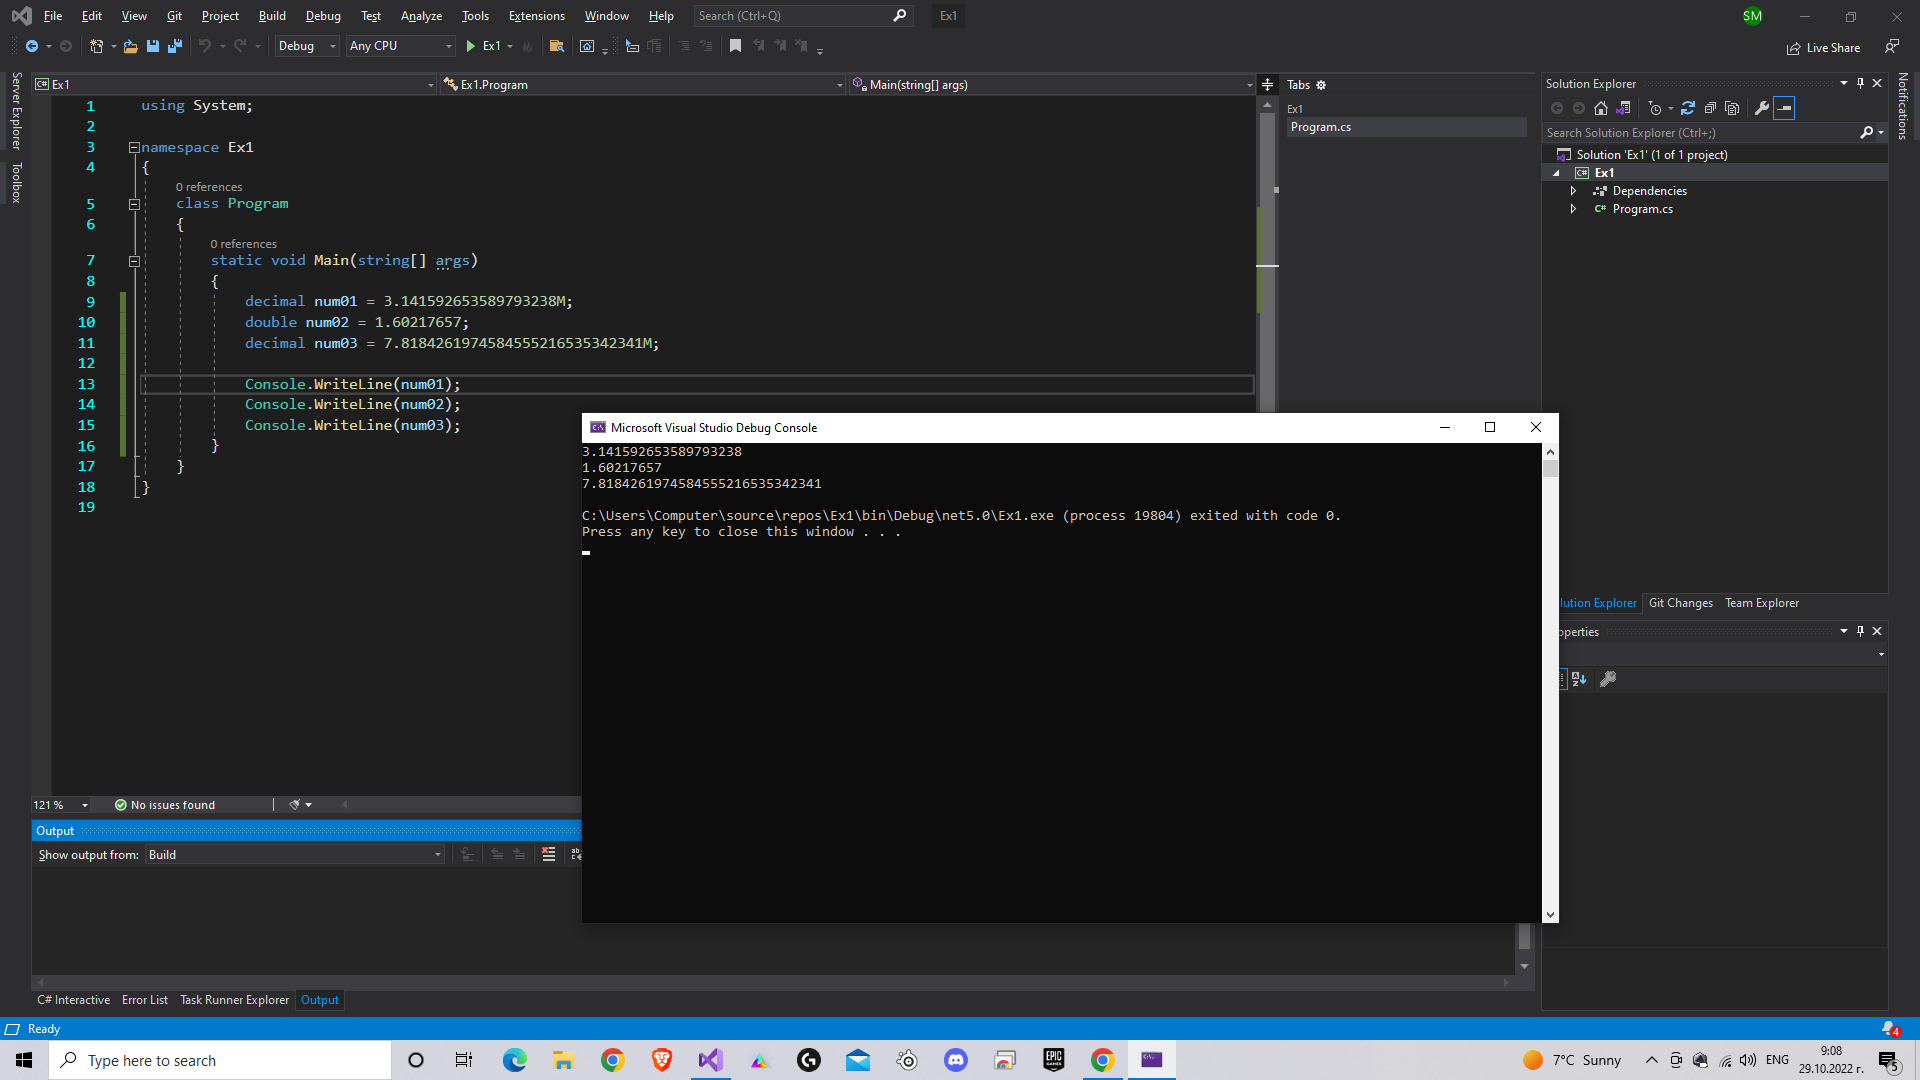 File Edit View Git Project Build Debug Test Analyze Tools Extensions Window Help Search (Ctrl+Q) Ex1 SM
Debug Any CPU Ex1 Live Share
Server Explorer
Toolbox
Notifications
C# Ex1 Ex1.Program Main(string[] args)
1 using System;
2
3 namespace Ex1
4 {
0 references
5 class Program
6 {
0 references
7 static void Main(string[] args)
8 {
9 decimal num01 = 3.141592653589793238M;
10 double num02 = 1.60217657;
11 decimal num03 = 7.8184261974584555216535342341M;
12
13 Console.WriteLine(num01);
14 Console.WriteLine(num02);
15 Console.WriteLine(num03);
16 }
17 }
18 }
19
Tabs
Ex1
Program.cs
Solution Explorer
Search Solution Explorer (Ctrl+;)
Solution 'Ex1' (1 of 1 project)
C# Ex1
Dependencies
C# Program.cs
lution Explorer Git Changes Team Explorer
operties
Microsoft Visual Studio Debug Console
3.141592653589793238
1.60217657
7.8184261974584555216535342341
C:\Users\Computer\source\repos\Ex1\bin\Debug\net5.0\Ex1.exe (process 19804) exited with code 0.
Press any key to close this window . . .
121 % No issues found
Output
Show output from: Build
C# Interactive Error List Task Runner Explorer Output
Ready 4
Type here to search
EPIC GAMES
7°C Sunny ENG
9:08
29.10.2022 г.
5